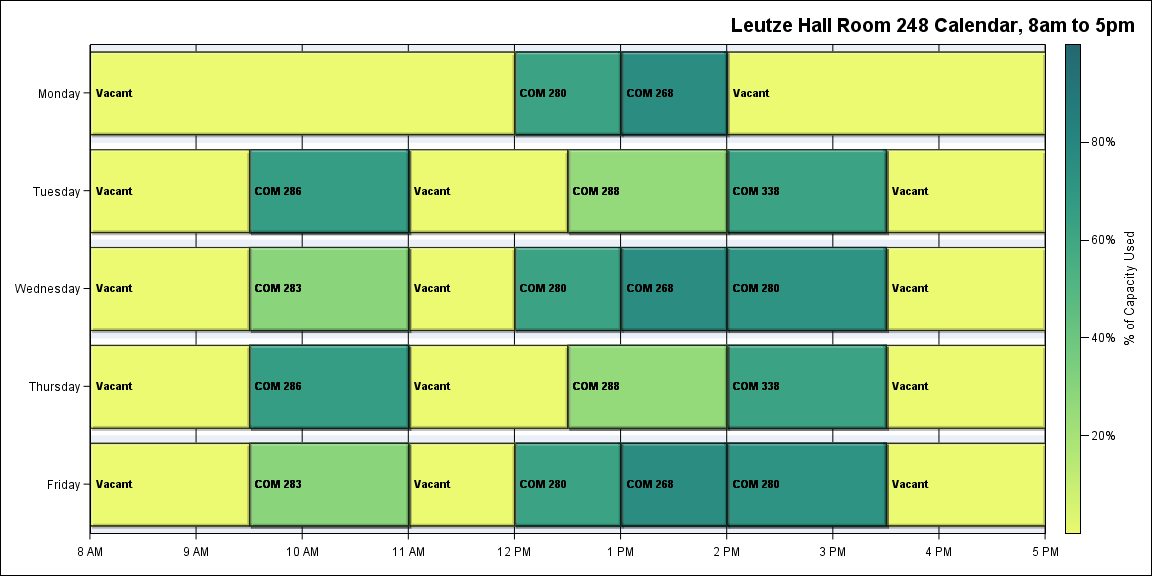 Leutze Hall Room 248 Calendar, 8am to 5pm
Monday
Vacant
COM 280
COM 268
Vacant
Tuesday
Vacant
COM 286
Vacant
COM 288
COM 338
Vacant
Wednesday
Vacant
COM 283
Vacant
COM 280
COM 268
COM 280
Vacant
Thursday
Vacant
COM 286
Vacant
COM 288
COM 338
Vacant
Friday
Vacant
COM 283
Vacant
COM 280
COM 268
COM 280
Vacant
8 AM
9 AM
10 AM
11 AM
12 PM
1 PM
2 PM
3 PM
4 PM
5 PM
80%
60%
40%
20%
% of Capacity Used